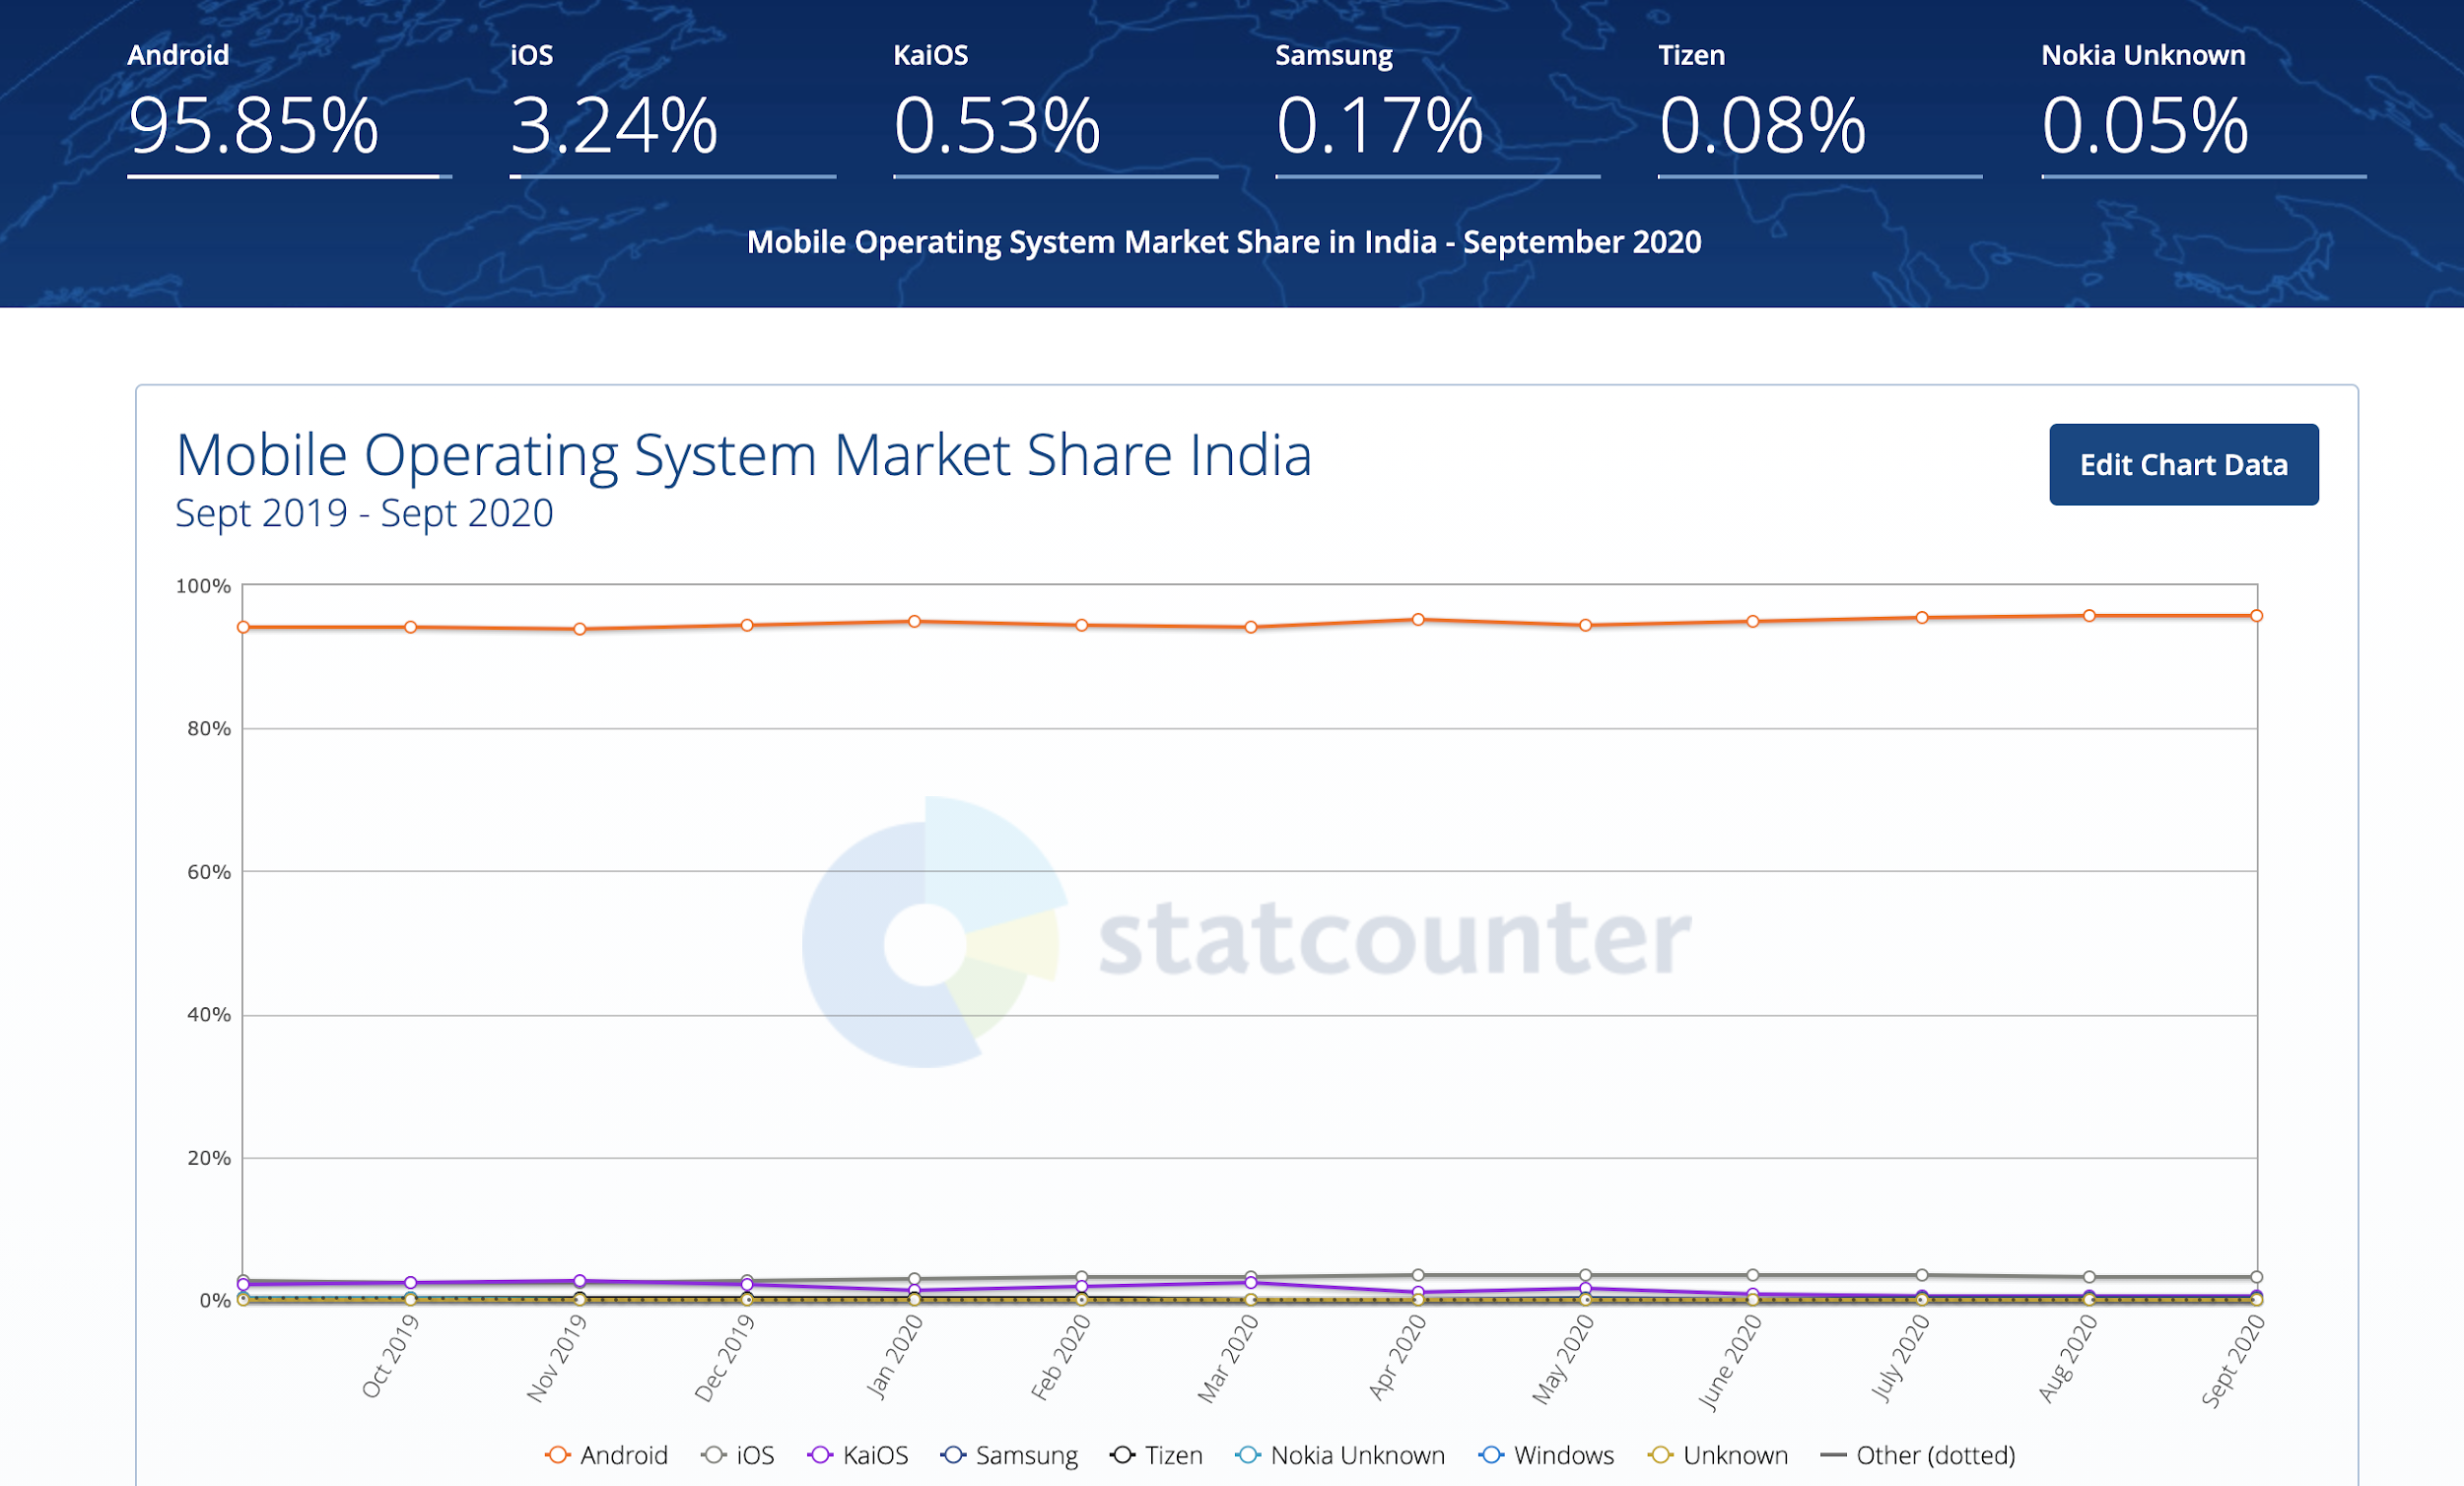 Android iOS KaiOS Samsung Tizen Nokia Unknown
95.85% 3.24% 0.53% 0.17% 0.08% 0.05%
Mobile Operating System Market Share in India - September 2020
Mobile Operating System Market Share India
Edit Chart Data
Sept 2019 - Sept 2020
100%
80%
60%
statcounter
40%
20%
0%
Oct 2019 Nov 2019 Dec 2019 Jan 2020 Feb 2020 Mar 2020 Apr 2020 May 2020 June 2020 July 2020 Aug 2020 Sept 2020
Android iOS KaiOS Samsung Tizen Nokia Unknown Windows Unknown Other (dotted)